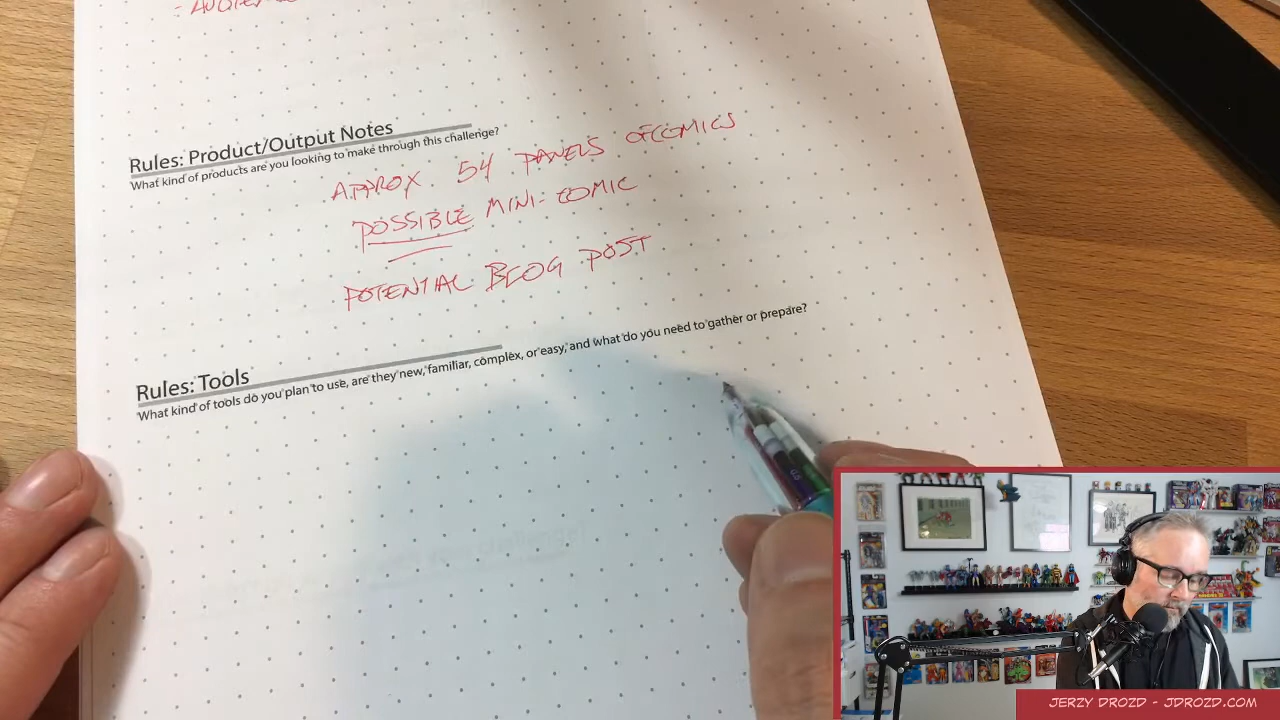 Rules: Product/Output Notes
What kind of products are you looking to make through this challenge?
APPROX 54 PANELS OF COMICS
POSSIBLE MINI-COMIC
POTENTIAL BLOG POST
Rules: Tools
What kind of tools do you plan to use, are they new, familiar, complex, or easy, and what do you need to gather or prepare?
JERZY DROZD - JDROZD.COM